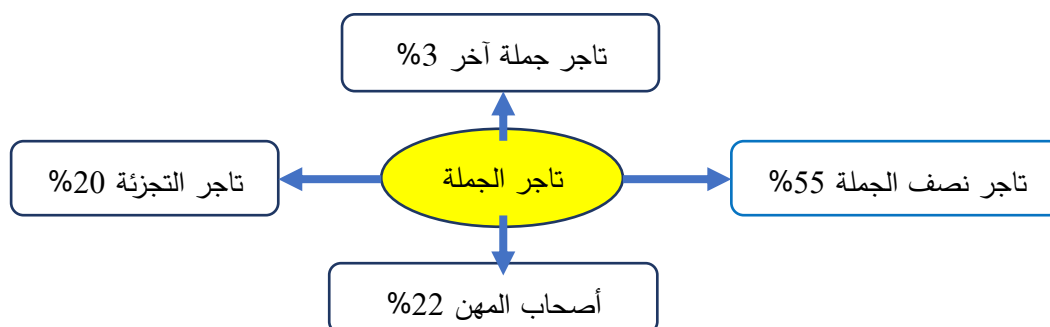 تاجر جملة آخر 3%
تاجر نصف الجملة 55%
تاجر الجملة
تاجر التجزئة 20%
أصحاب المهن 22%